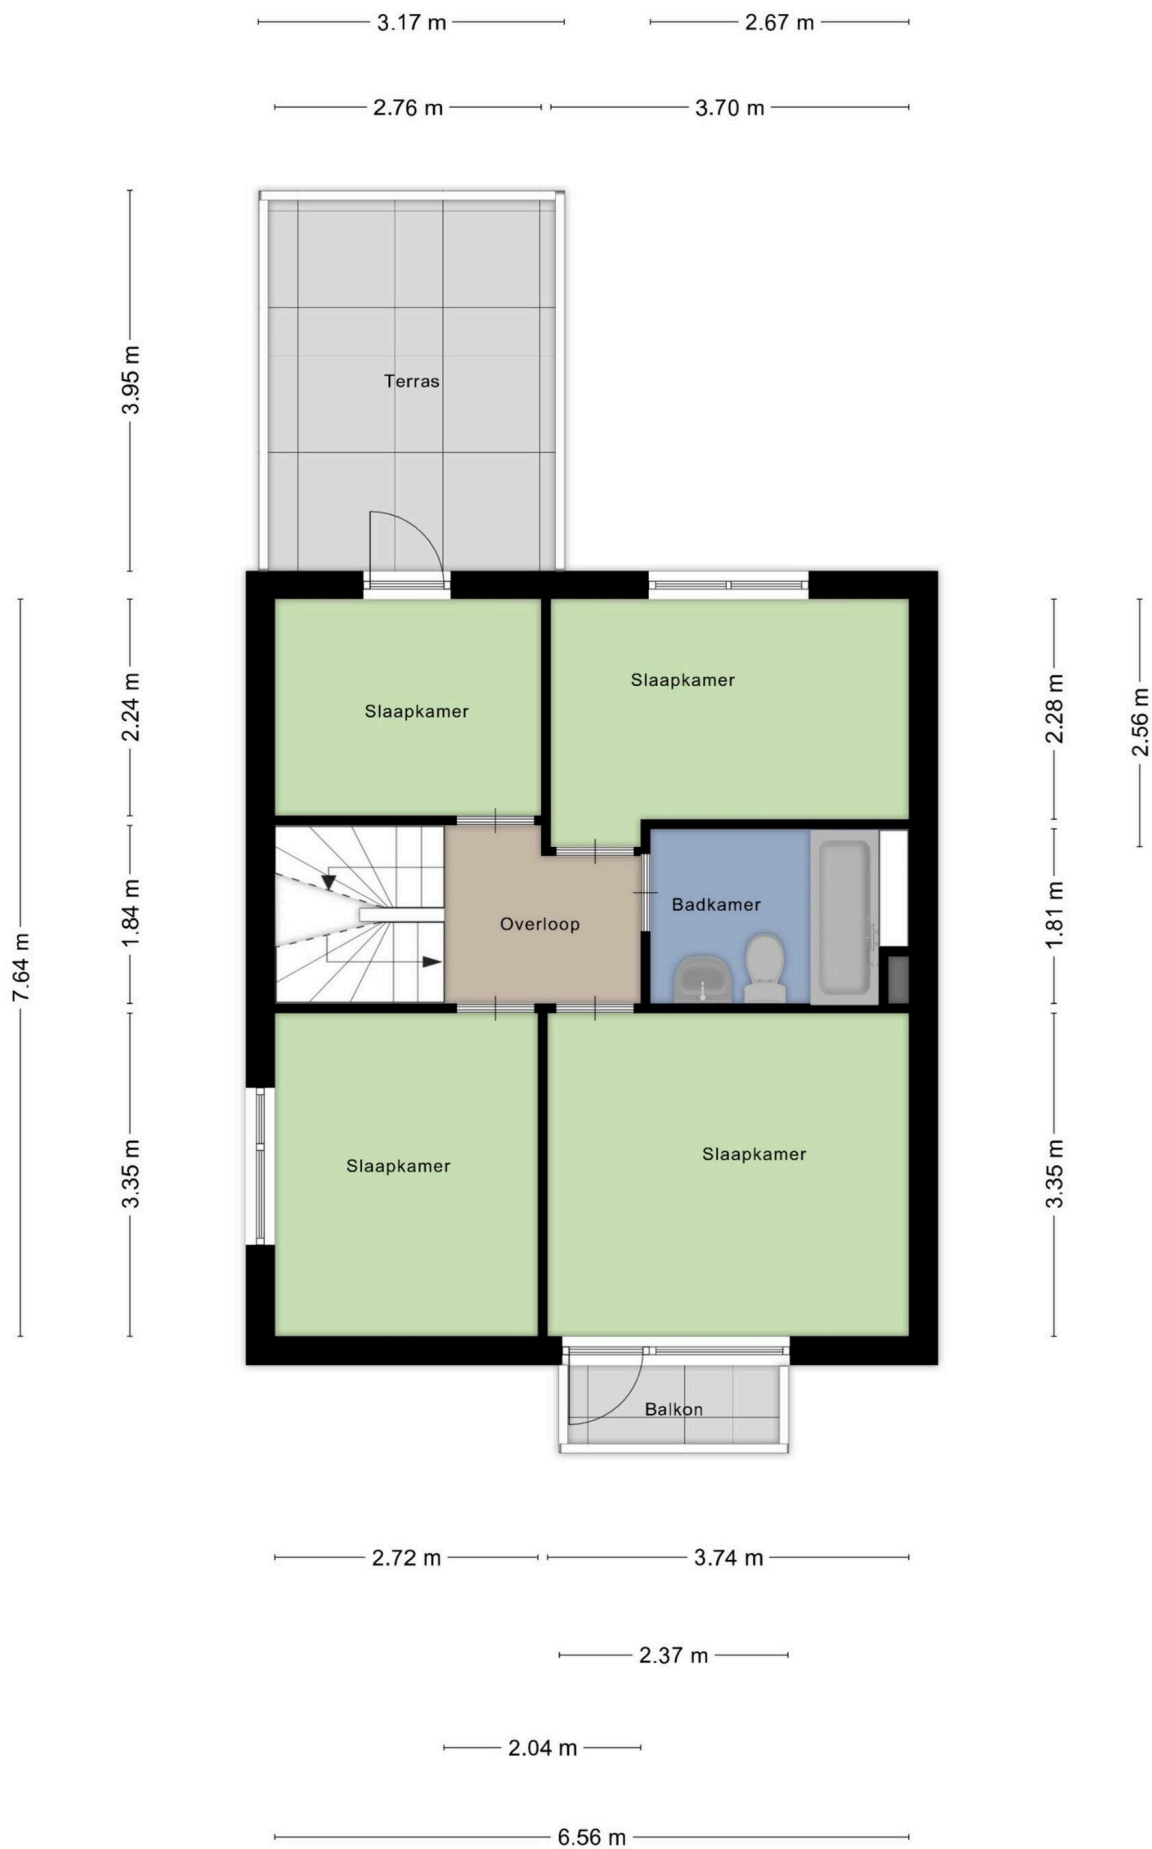 3.17 m
2.67 m
2.76 m
3.70 m
3.95 m
Terras
2.24 m
Slaapkamer
Slaapkamer
2.28 m
2.56 m
7.64 m
1.84 m
Overloop
Badkamer
1.81 m
3.35 m
Slaapkamer
Slaapkamer
3.35 m
Balkon
2.72 m
3.74 m
2.37 m
2.04 m
6.56 m